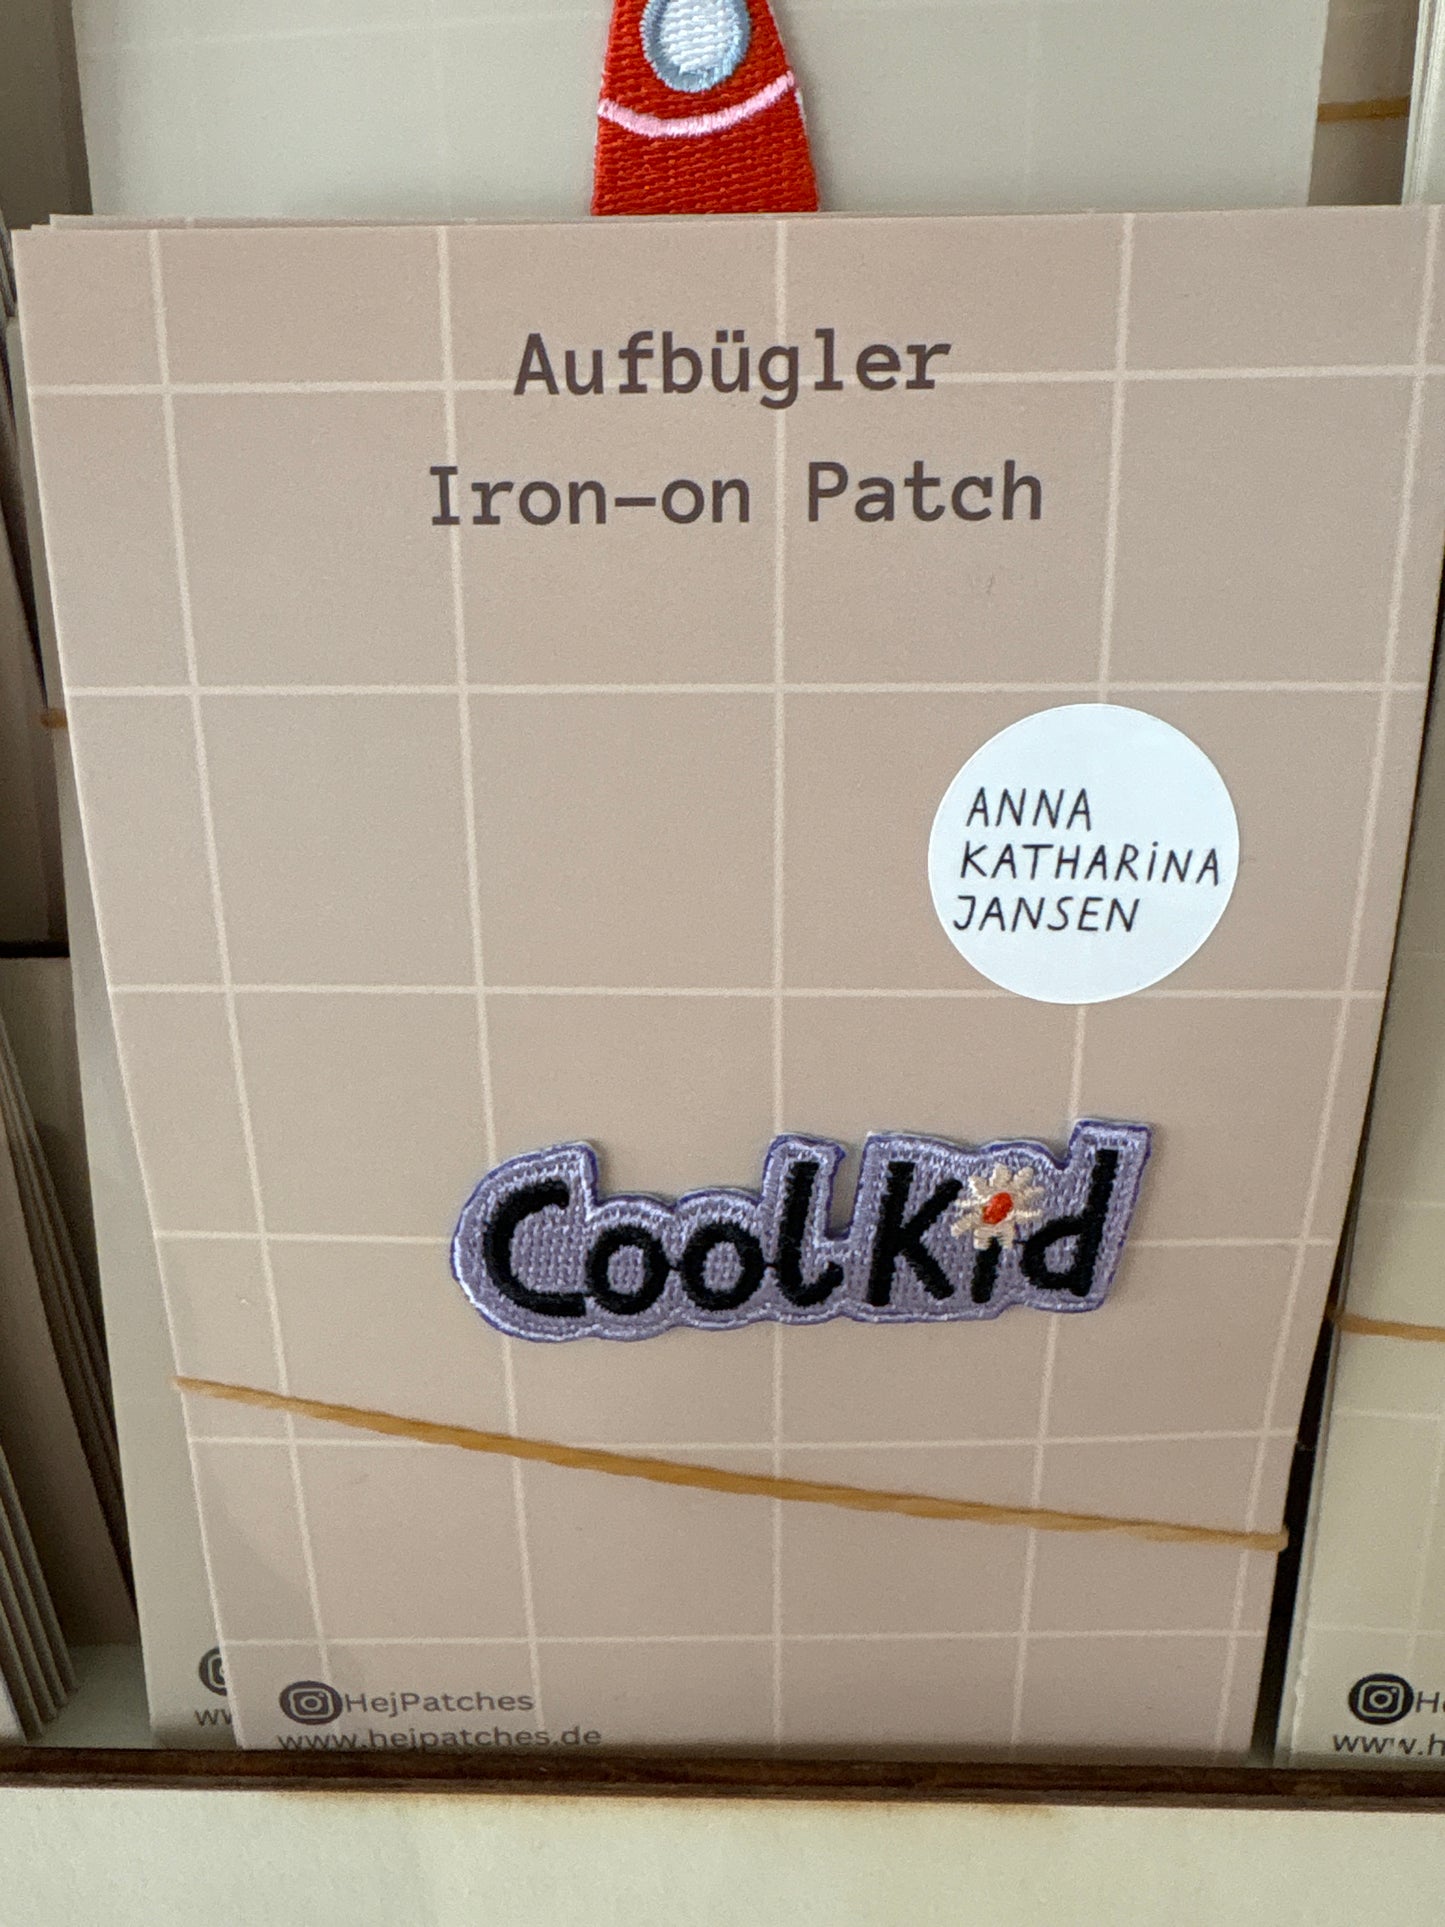 Aufbügler
Iron-on Patch
ANNA
KATHARiNA
JANSEN
Cool Kid
HejPatches
www.hejpatches.de